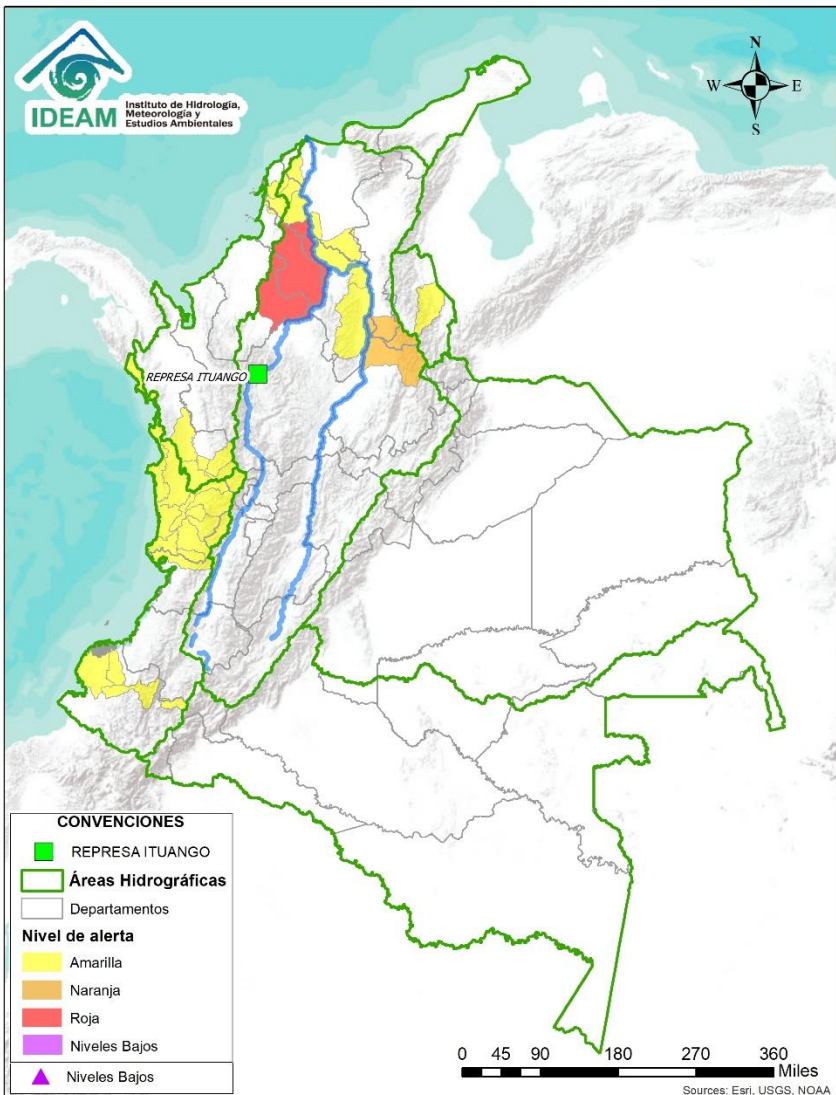 IDEAM
Instituto de Hidrología,
Meteorología y
Estudios Ambientales
N
W
E
S
REPRESA ITUANGO
CONVENCIONES
REPRESA ITUANGO
Áreas Hidrográficas
Departamentos
Nivel de alerta
Amarilla
Naranja
Roja
Niveles Bajos
Niveles Bajos
0 45 90 180 270 360
Miles
Sources: Esri, USGS, NOAA